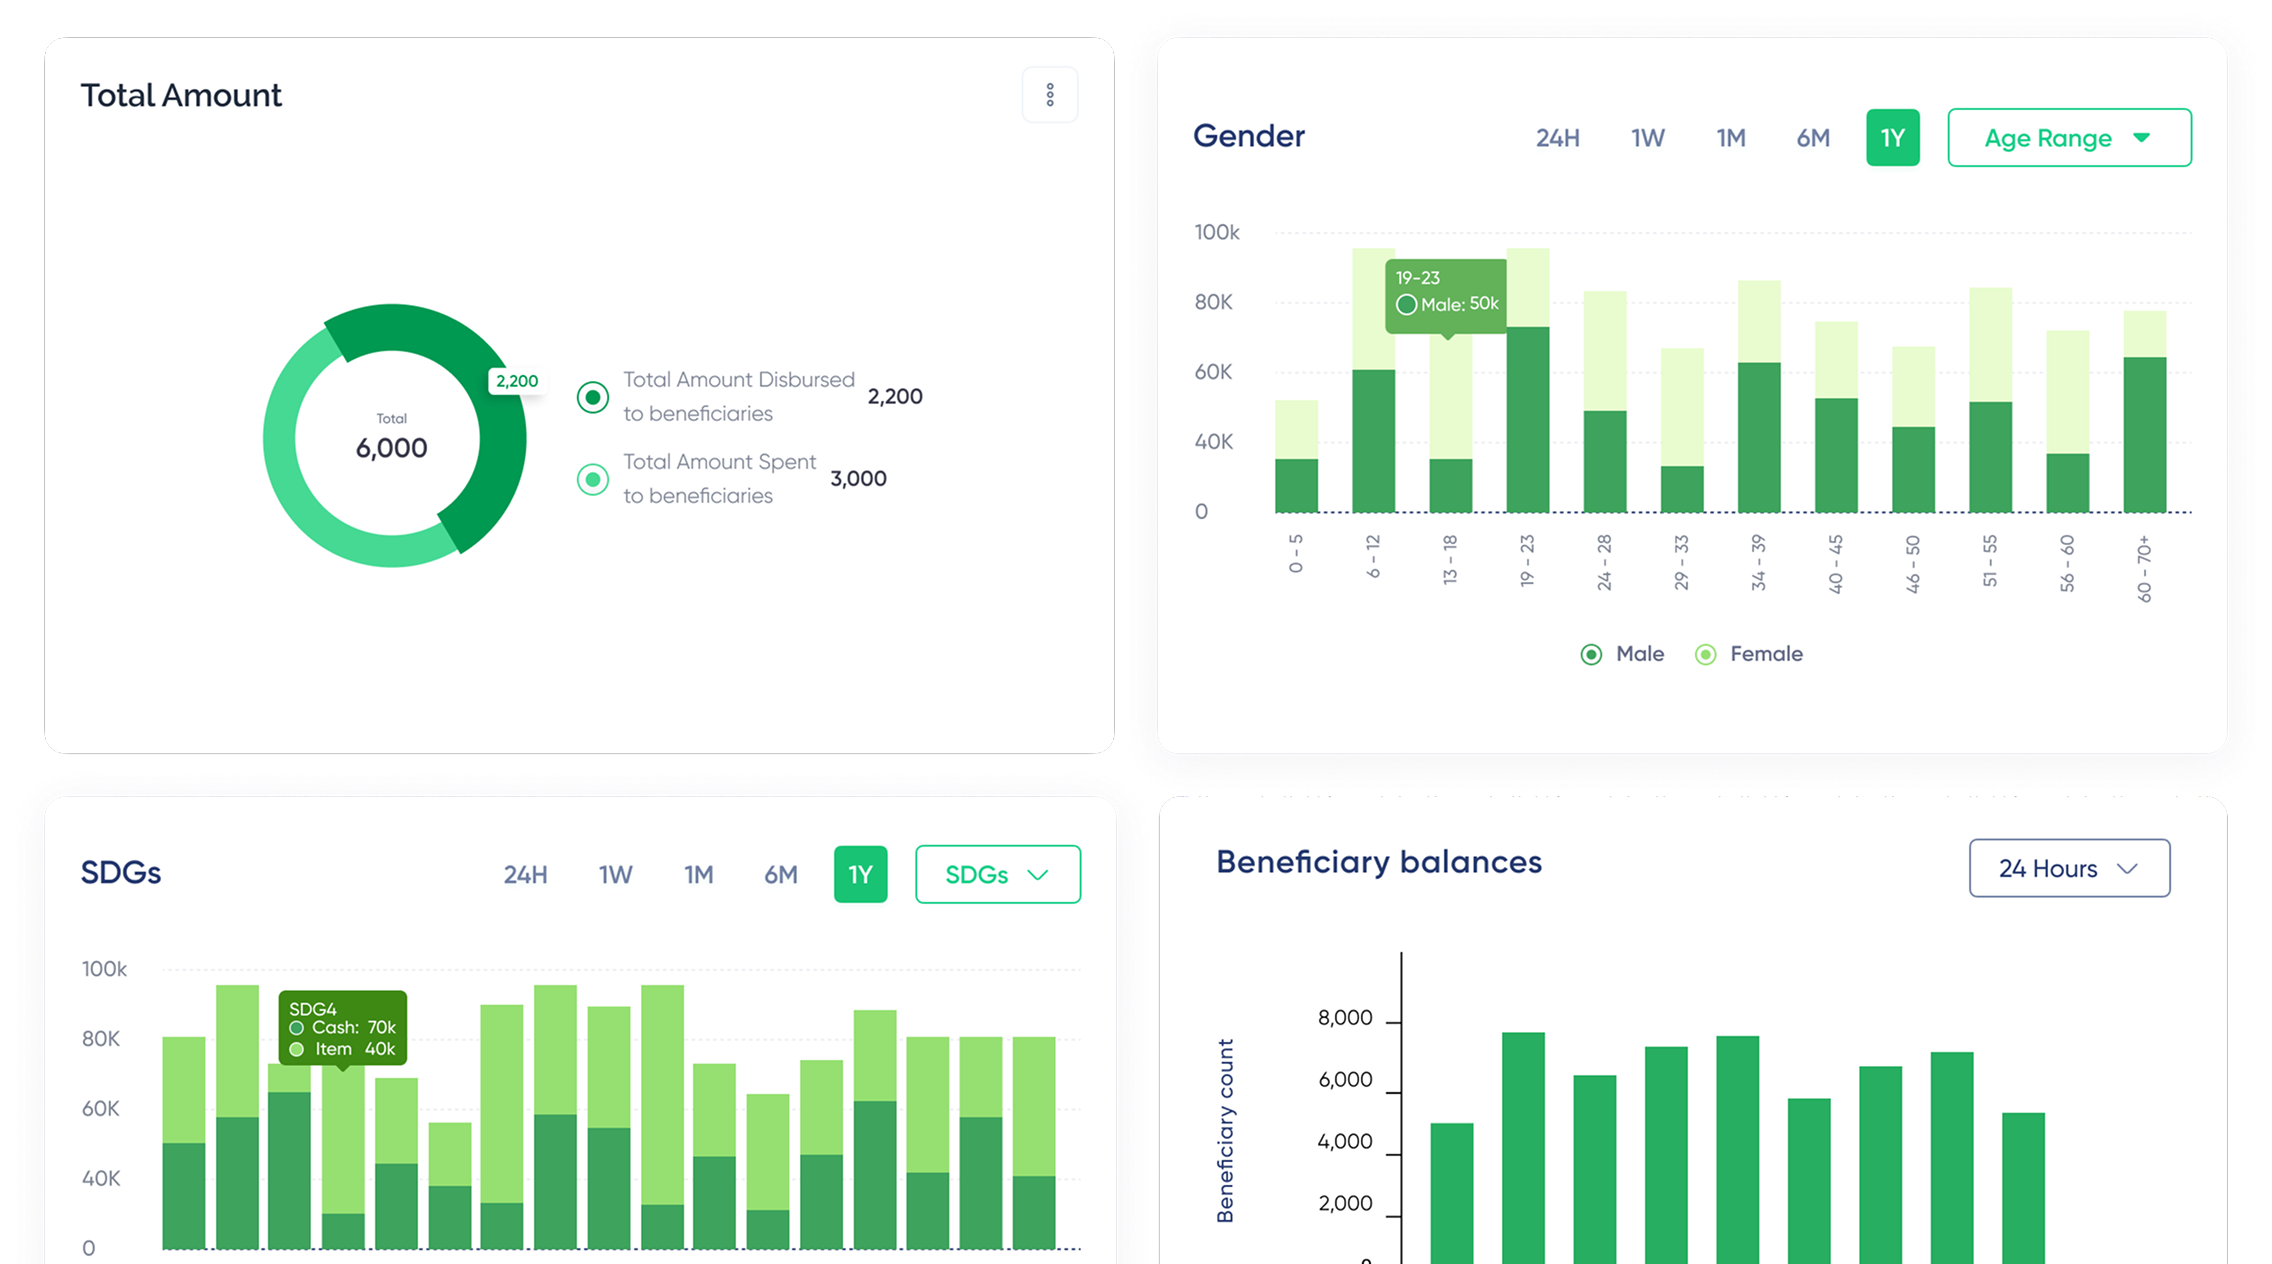 Total Amount
2,200
Total
6,000
Total Amount Disbursed
to beneficiaries
2,200
Total Amount Spent
to beneficiaries
3,000
Gender
24H 1W 1M 6M 1Y Age Range
100k
80K
60K
40K
0
19-23
Male: 50k
0 - 5
6 - 12
13 - 18
19 - 23
24 - 28
29 - 33
34 - 39
40 - 45
46 - 50
51 - 55
56 - 60
60 - 70+
Male Female
SDGs
24H 1W 1M 6M 1Y SDGs
100k
80K
60K
40K
0
SDG4
Cash: 70k
Item 40k
Beneficiary balances
24 Hours
Beneficiary count
8,000
6,000
4,000
2,000